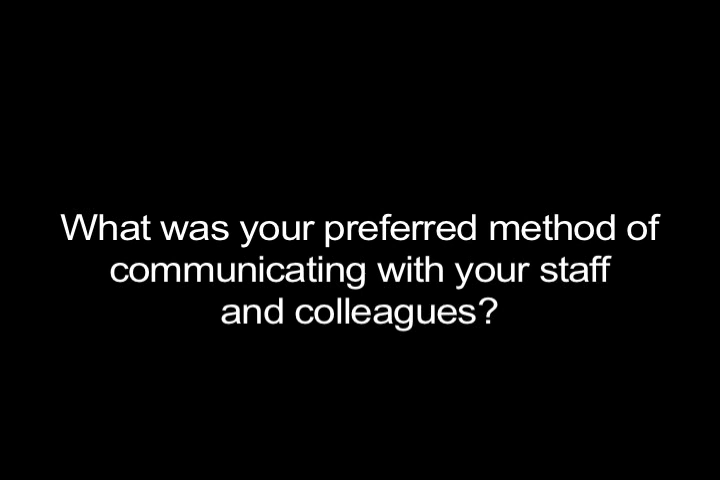 What was your preferred method of
communicating with your staff
and colleagues?